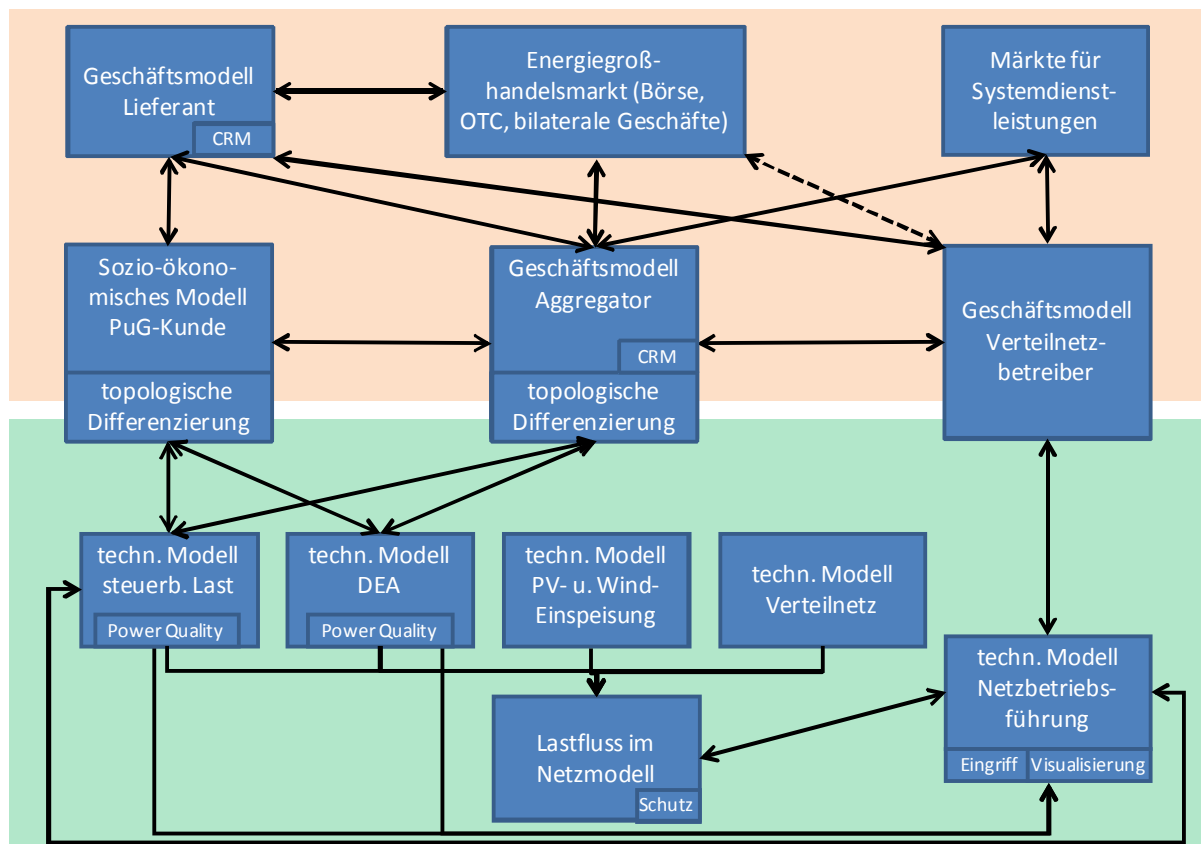 Geschäftsmodell
Lieferant
CRM
Energiegroß-
handelsmarkt (Börse,
OTC, bilaterale Geschäfte)
Märkte für
Systemdienst-
leistungen
Sozio-ökono-
misches Modell
PuG-Kunde
topologische
Differenzierung
Geschäftsmodell
Aggregator
CRM
topologische
Differenzierung
Geschäftsmodell
Verteilnetz-
betreiber
techn. Modell
steuerb. Last
Power Quality
techn. Modell
DEA
Power Quality
techn. Modell
PV- u. Wind-
Einspeisung
techn. Modell
Verteilnetz
Lastfluss im
Netzmodell
Schutz
techn. Modell
Netzbetriebs-
führung
Eingriff
Visualisierung